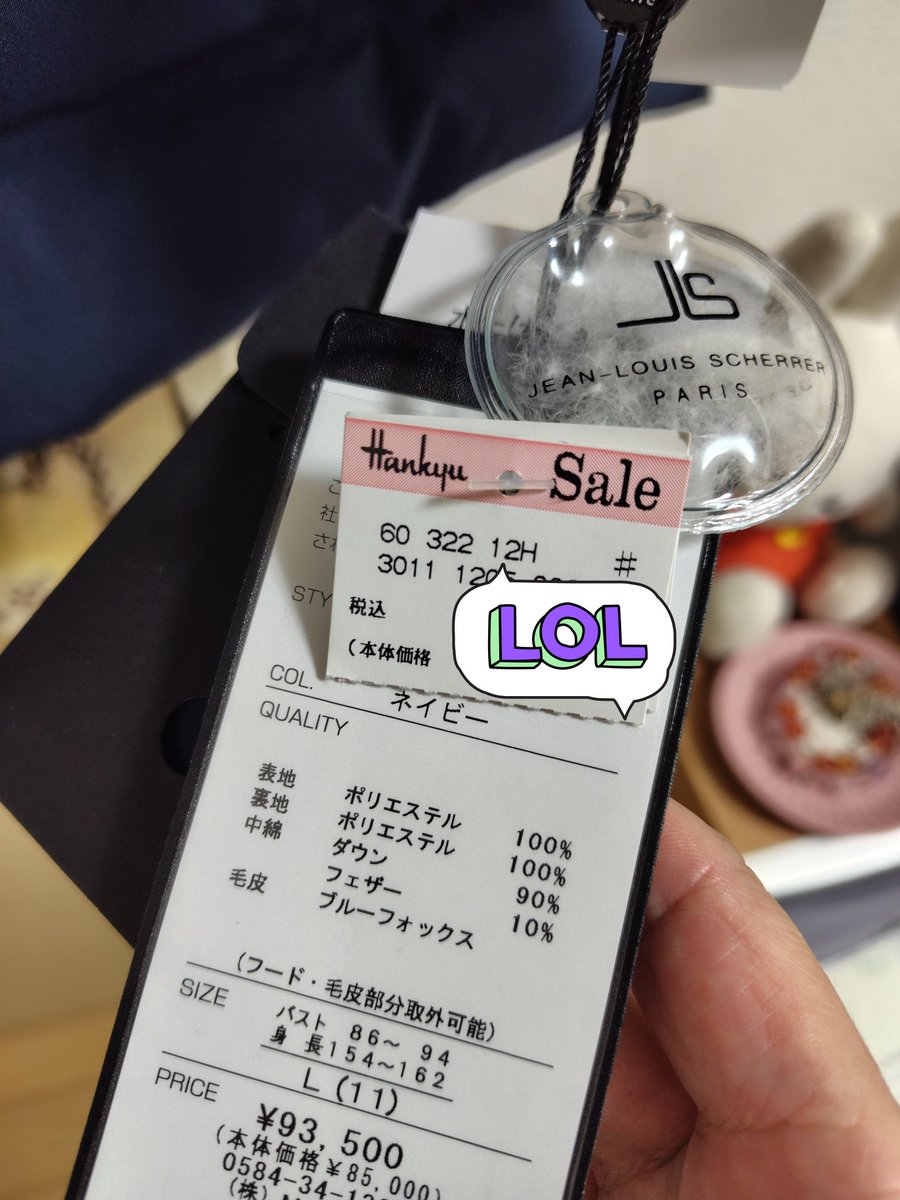 JLS
JEAN-LOUIS SCHERRER
PARIS
Hankyu Sale
60 322 12H #
3011
税込
(本体価格
LOL
社
COL. ネイビー
QUALITY
表地 ポリエステル 100%
裏地 ポリエステル 100%
中綿 ダウン 90%
フェザー 10%
毛皮 ブルーフォックス
(フード・毛皮部分取外可能)
SIZE バスト 86~ 94
身 長154~162
L(11)
PRICE ¥93,500
(本体価格¥85,000)
0584-34-
(株)